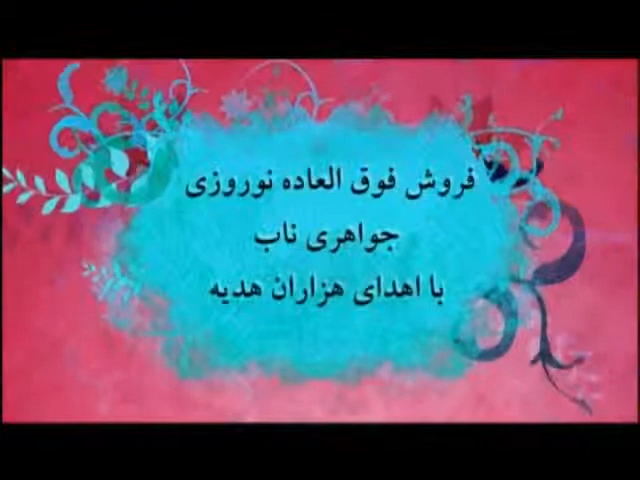 فروش فوق العاده نوروزی
جواهری ناب
با اهدای هزاران هدیه